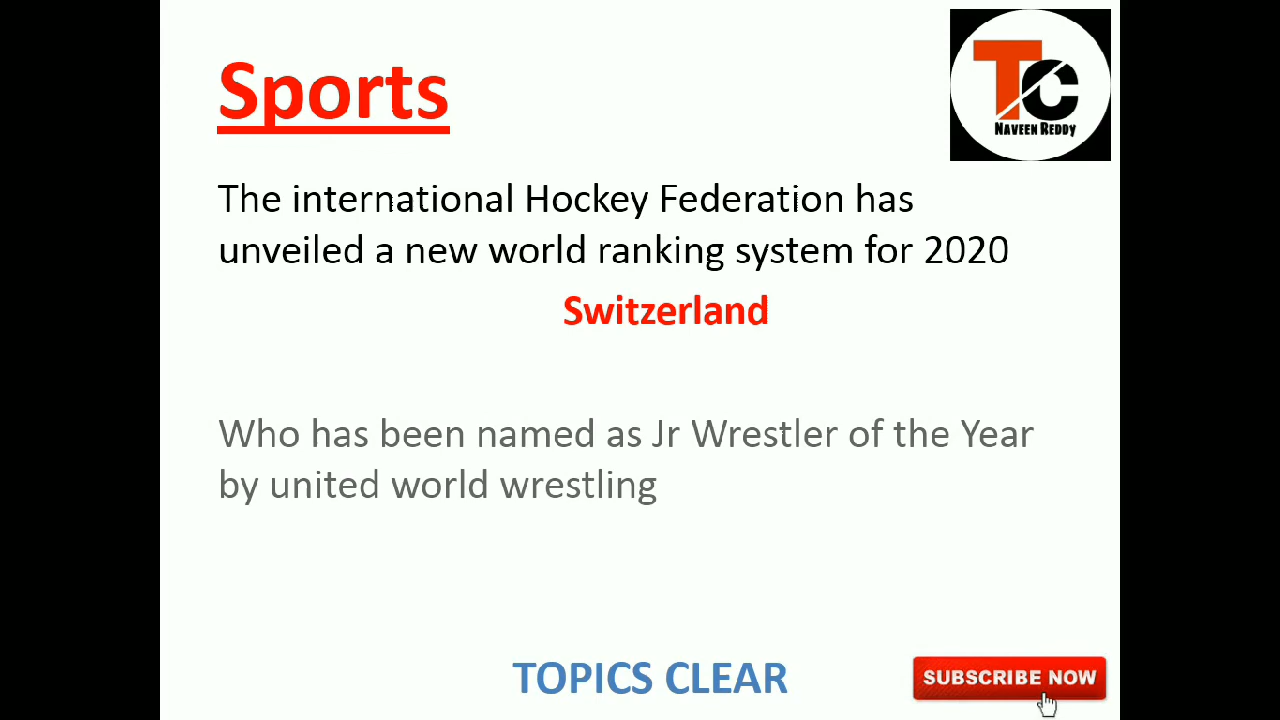 Sports
TC
NAVEEN REDDY
The international Hockey Federation has
unveiled a new world ranking system for 2020
Switzerland
Who has been named as Jr Wrestler of the Year
by united world wrestling
TOPICS CLEAR
SUBSCRIBE NOW